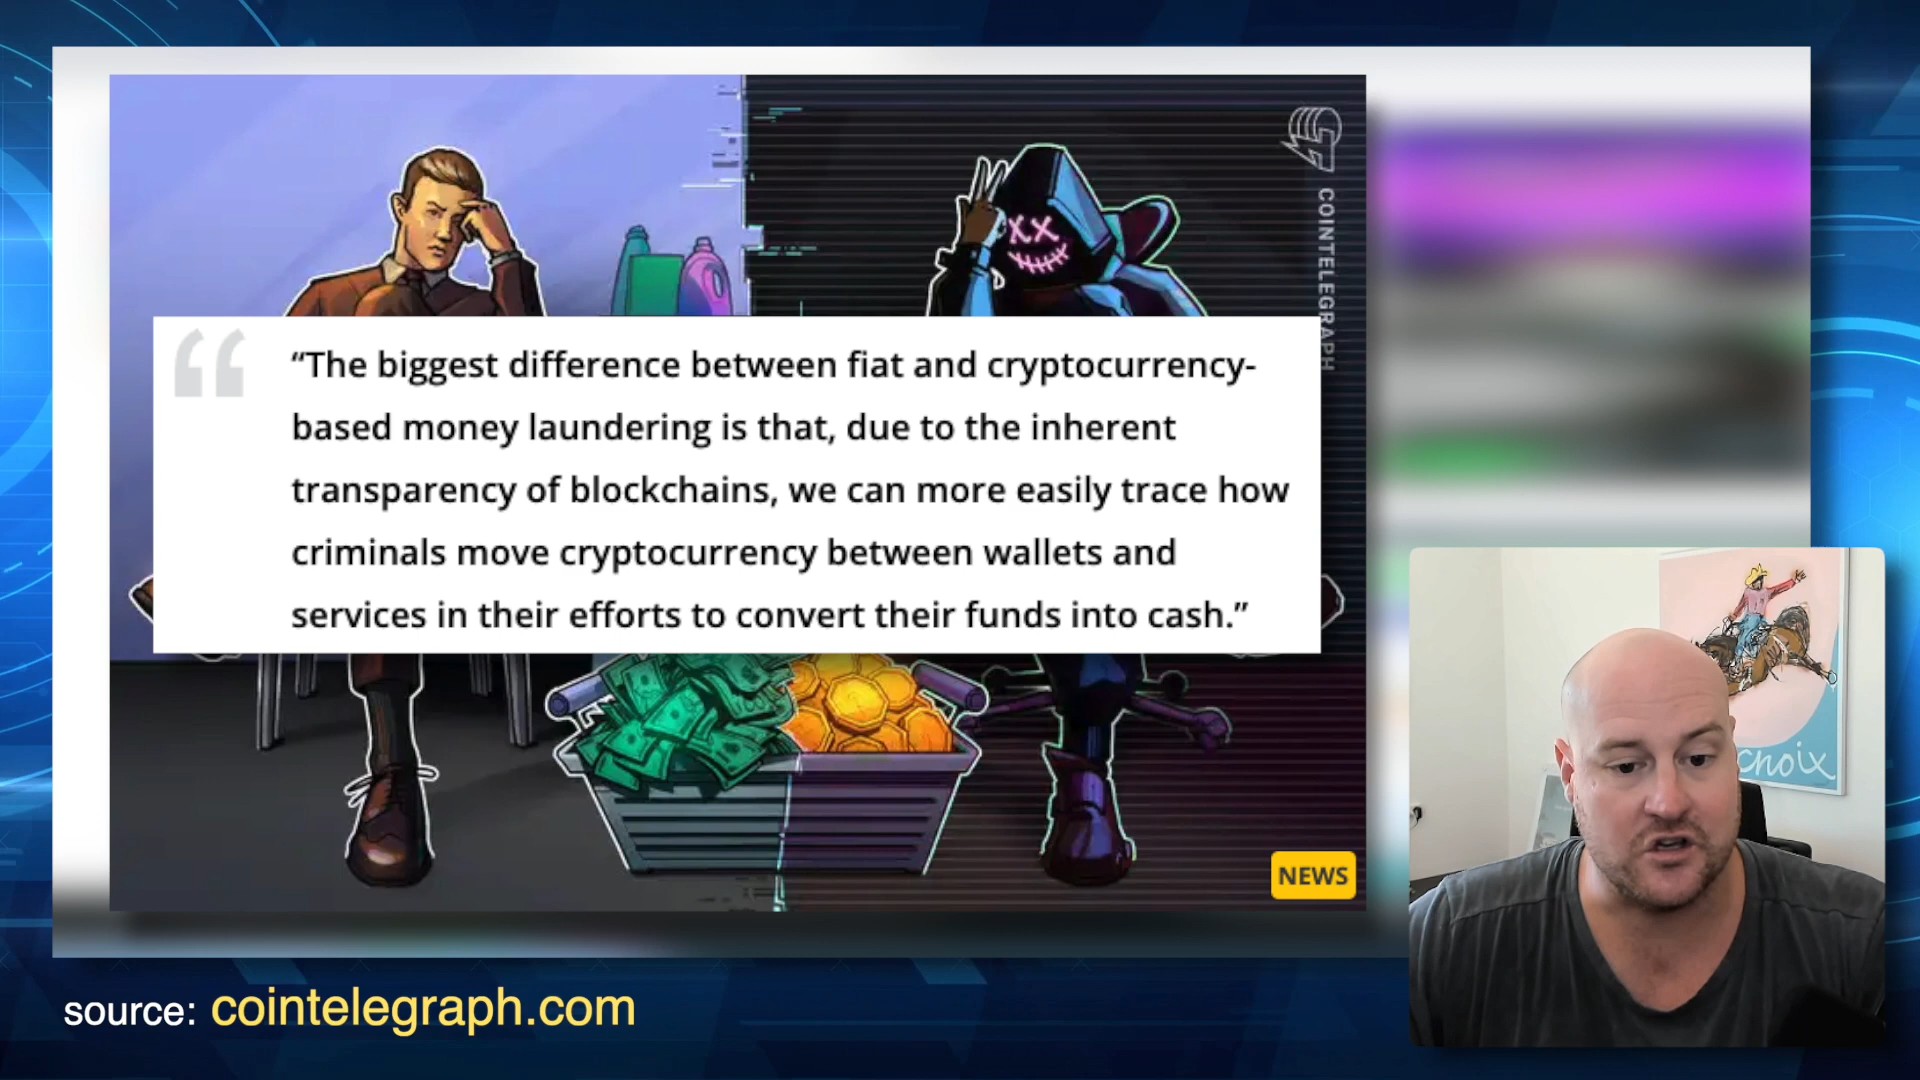 COINTELEGRAPH
“The biggest difference between fiat and cryptocurrency-
based money laundering is that, due to the inherent
transparency of blockchains, we can more easily trace how
criminals move cryptocurrency between wallets and
services in their efforts to convert their funds into cash.”
choix
NEWS
source: cointelegraph.com